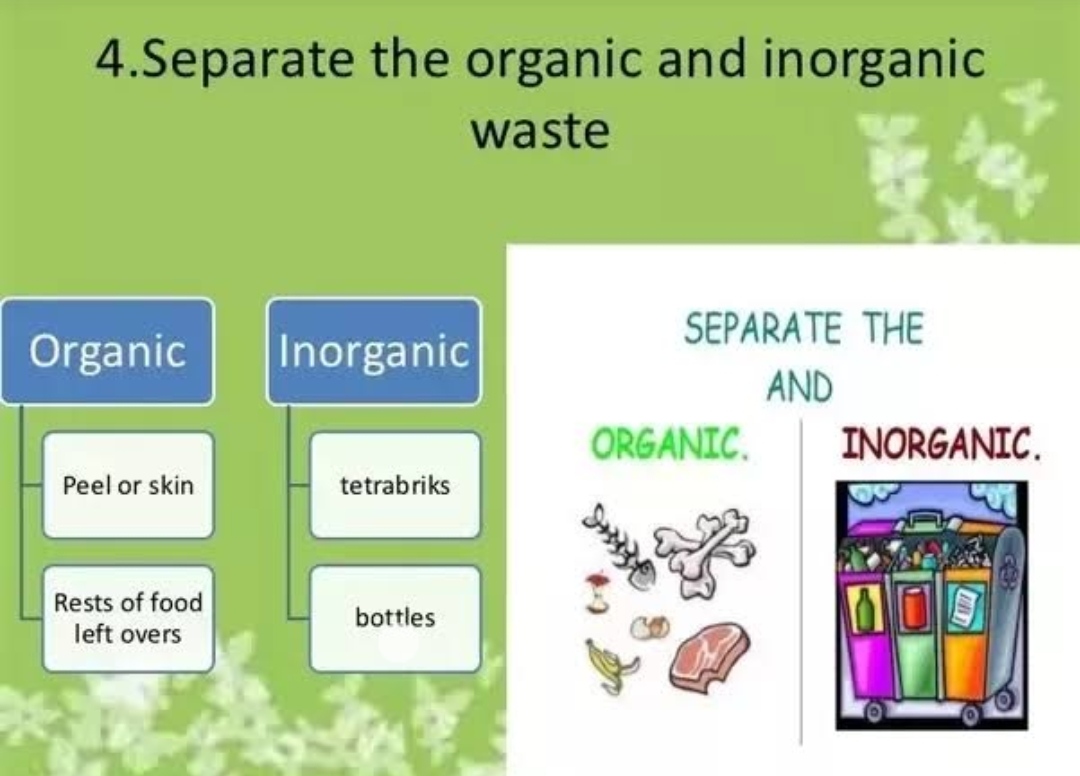 4.Separate the organic and inorganic
waste
Organic
Peel or skin
Rests of food
left overs
Inorganic
tetrabriks
bottles
SEPARATE THE
AND
ORGANIC.
INORGANIC.